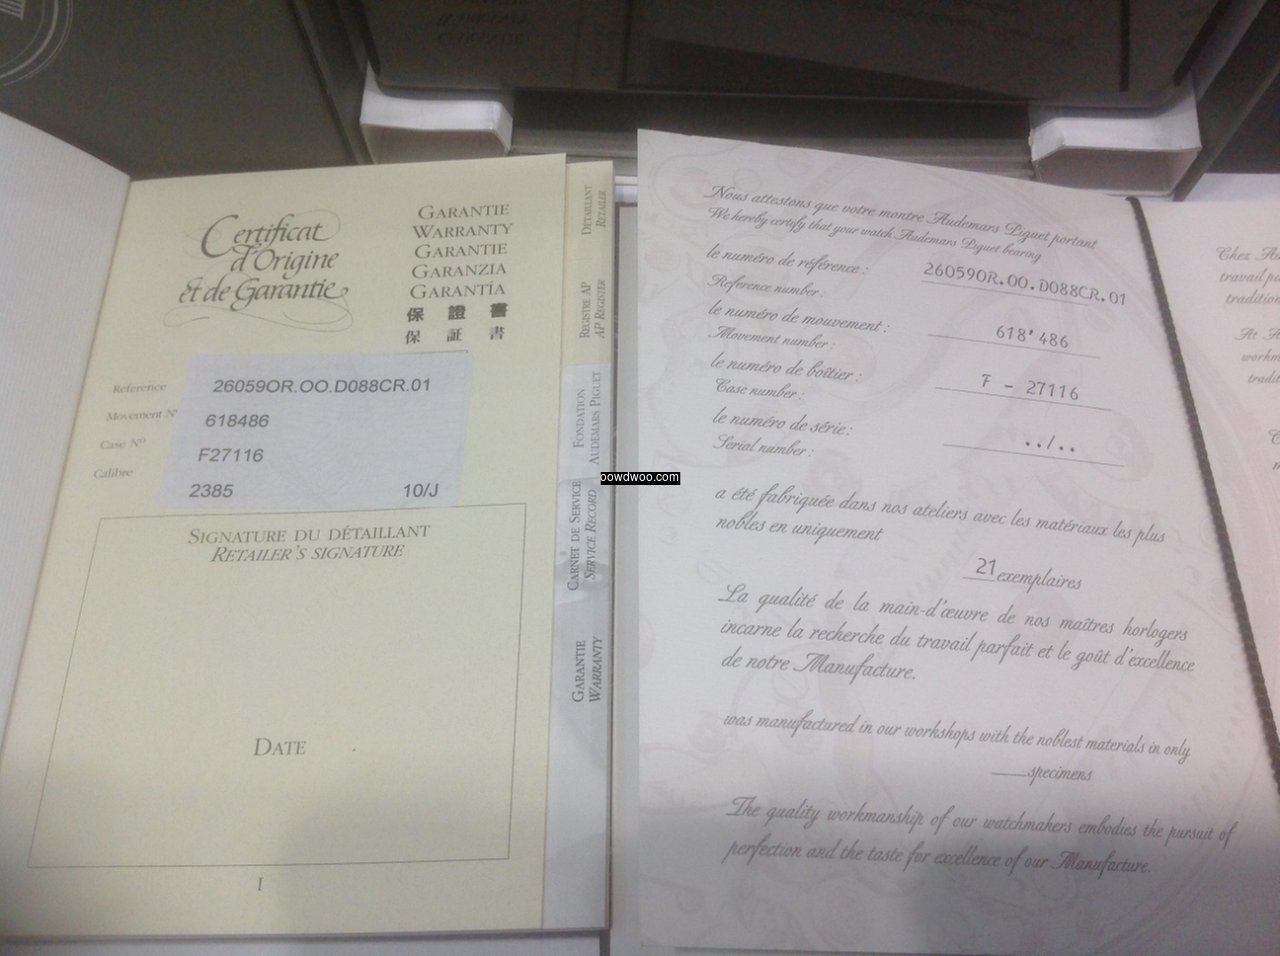 Certificat
d'Origine
et de Garantie
GARANTIE
WARRANTY
GARANTIE
GARANZIA
GARANTÍA
保 證 書
保 証 書
Reference 26059OR.OO.D088CR.01
Movement Nº 618486
Case Nº F27116
Calibre 2385 10/J
SIGNATURE DU DÉTAILLANT
RETAILER'S SIGNATURE
DATE
I
DÉTAILLANT
RETAILER
REGISTRE AP
AP REGISTER
FONDATION
AUDEMARS PIGUET
CARNET DE SERVICE
SERVICE RECORD
GARANTIE
WARRANTY
powdwoo.com
Nous attestons que votre montre Audemars Piguet portant
We hereby certify that your watch Audemars Piguet bearing
le numéro de référence : 26059OR.OO.D088CR.01
Reference number :
le numéro de mouvement : 618'486
Movement number :
le numéro de boîtier : F - 27116
Case number :
le numéro de série : ../..
Serial number :
a été fabriquée dans nos ateliers avec les matériaux les plus
nobles en uniquement
21 exemplaires
La qualité de la main-d'œuvre de nos maîtres horlogers
incarne la recherche du travail parfait et le goût d'excellence
de notre Manufacture.
was manufactured in our workshops with the noblest materials in only
specimens
The quality workmanship of our watchmakers embodies the pursuit of
perfection and the taste for excellence of our Manufacture.
Chez
travail
tradition